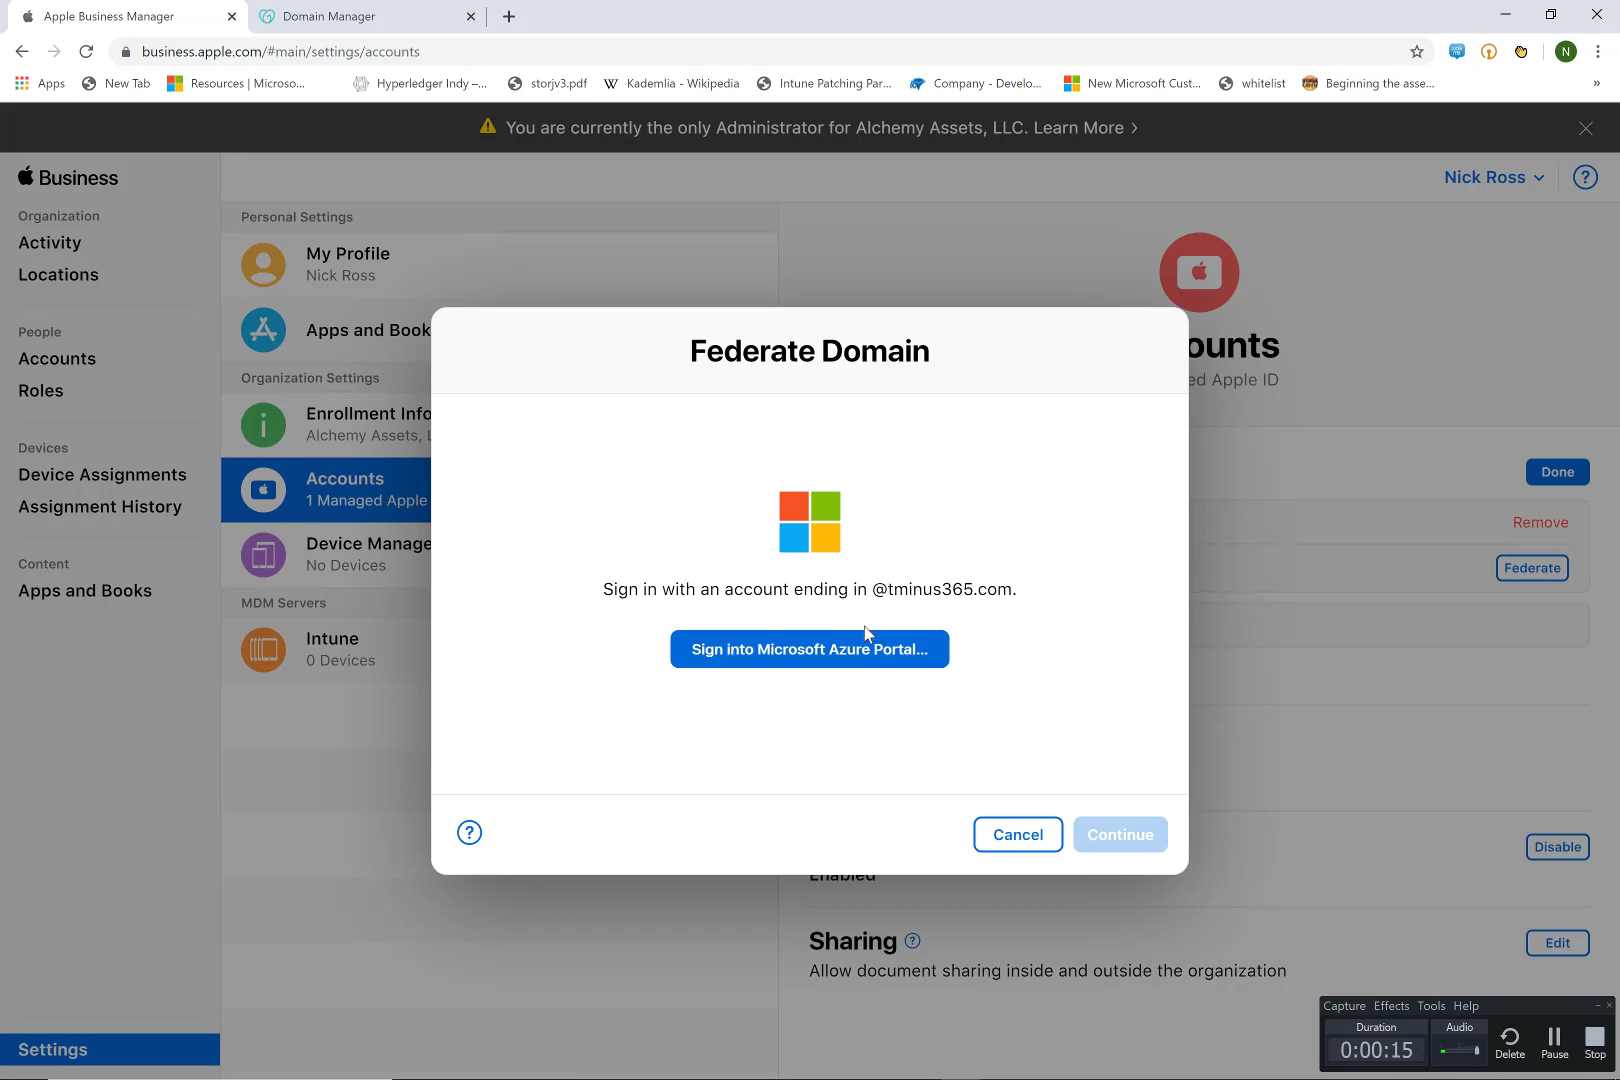 Apple Business Manager
Domain Manager
business.apple.com/#main/settings/accounts
N
Apps
New Tab
Resources | Microso...
Hyperledger Indy –...
storjv3.pdf
W Kademlia - Wikipedia
Intune Patching Par...
Company - Develo...
New Microsoft Cust...
whitelist
Beginning the asse...
»
You are currently the only Administrator for Alchemy Assets, LLC. Learn More >
Business
Nick Ross
?
Organization
Activity
Locations
People
Accounts
Roles
Devices
Device Assignments
Assignment History
Content
Apps and Books
Settings
Personal Settings
My Profile
Nick Ross
Apps and Book
Organization Settings
Enrollment Info
Alchemy Assets, L
Accounts
1 Managed Apple
Device Manage
No Devices
MDM Servers
Intune
0 Devices
ounts
ed Apple ID
Done
Remove
Federate
Federate Domain
Sign in with an account ending in @tminus365.com.
Sign into Microsoft Azure Portal...
?
Cancel
Continue
Disable
Enabled
Sharing ?
Edit
Allow document sharing inside and outside the organization
Capture Effects Tools Help
Duration
Audio
0:00:15
Delete
Pause
Stop